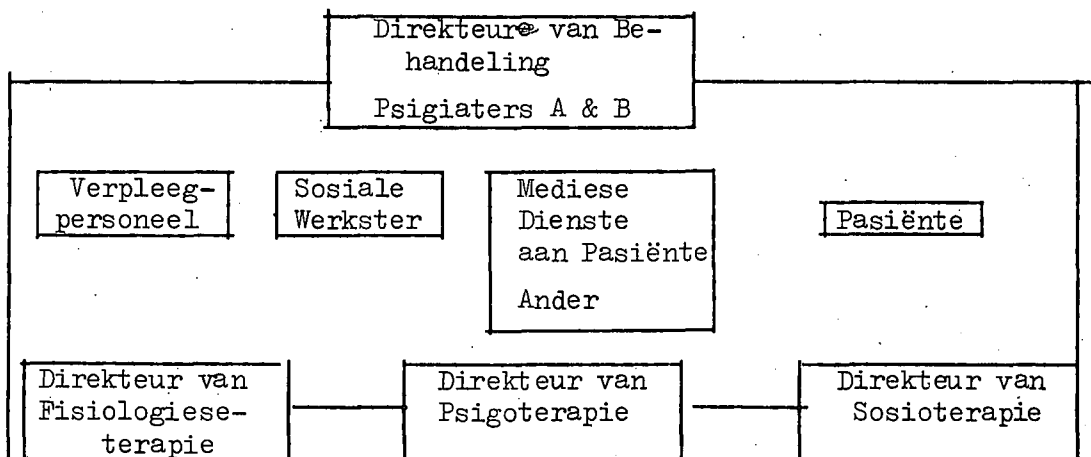 Direkteur van Be-
handeling
Psigiaters A & B
Verpleeg-
personeel
Sosiale
Werkster
Mediese
Dienste
aan Pasiënte
Ander
Pasiënte
Direkteur van
Fisiologiese-
terapie
Direkteur van
Psigoterapie
Direkteur van
Sosioterapie